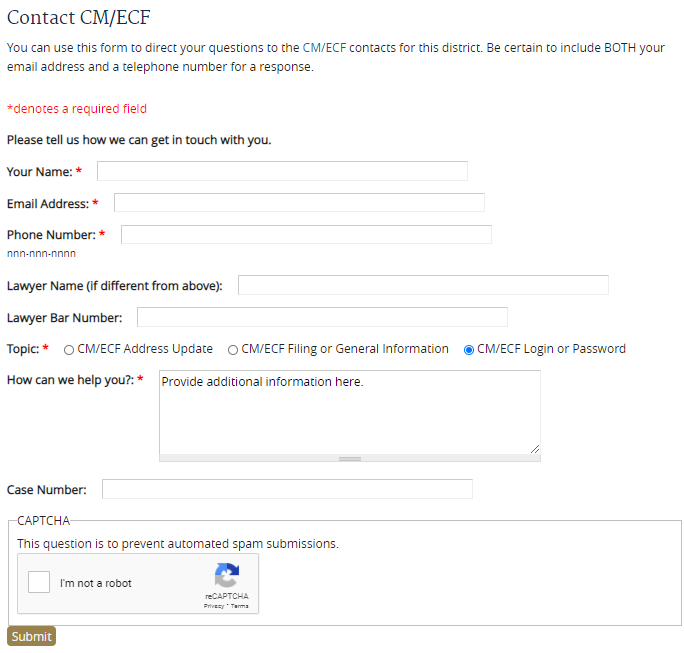 Contact CM/ECF
You can use this form to direct your questions to the CM/ECF contacts for this district. Be certain to include BOTH your
email address and a telephone number for a response.
*denotes a required field
Please tell us how we can get in touch with you.
Your Name: *
Email Address: *
Phone Number: *
nnn-nnn-nnnn
Lawyer Name (if different from above):
Lawyer Bar Number:
Topic: * CM/ECF Address Update CM/ECF Filing or General Information CM/ECF Login or Password
How can we help you?: * Provide additional information here.
Case Number:
CAPTCHA
This question is to prevent automated spam submissions.
I'm not a robot
reCAPTCHA
Privacy - Terms
Submit